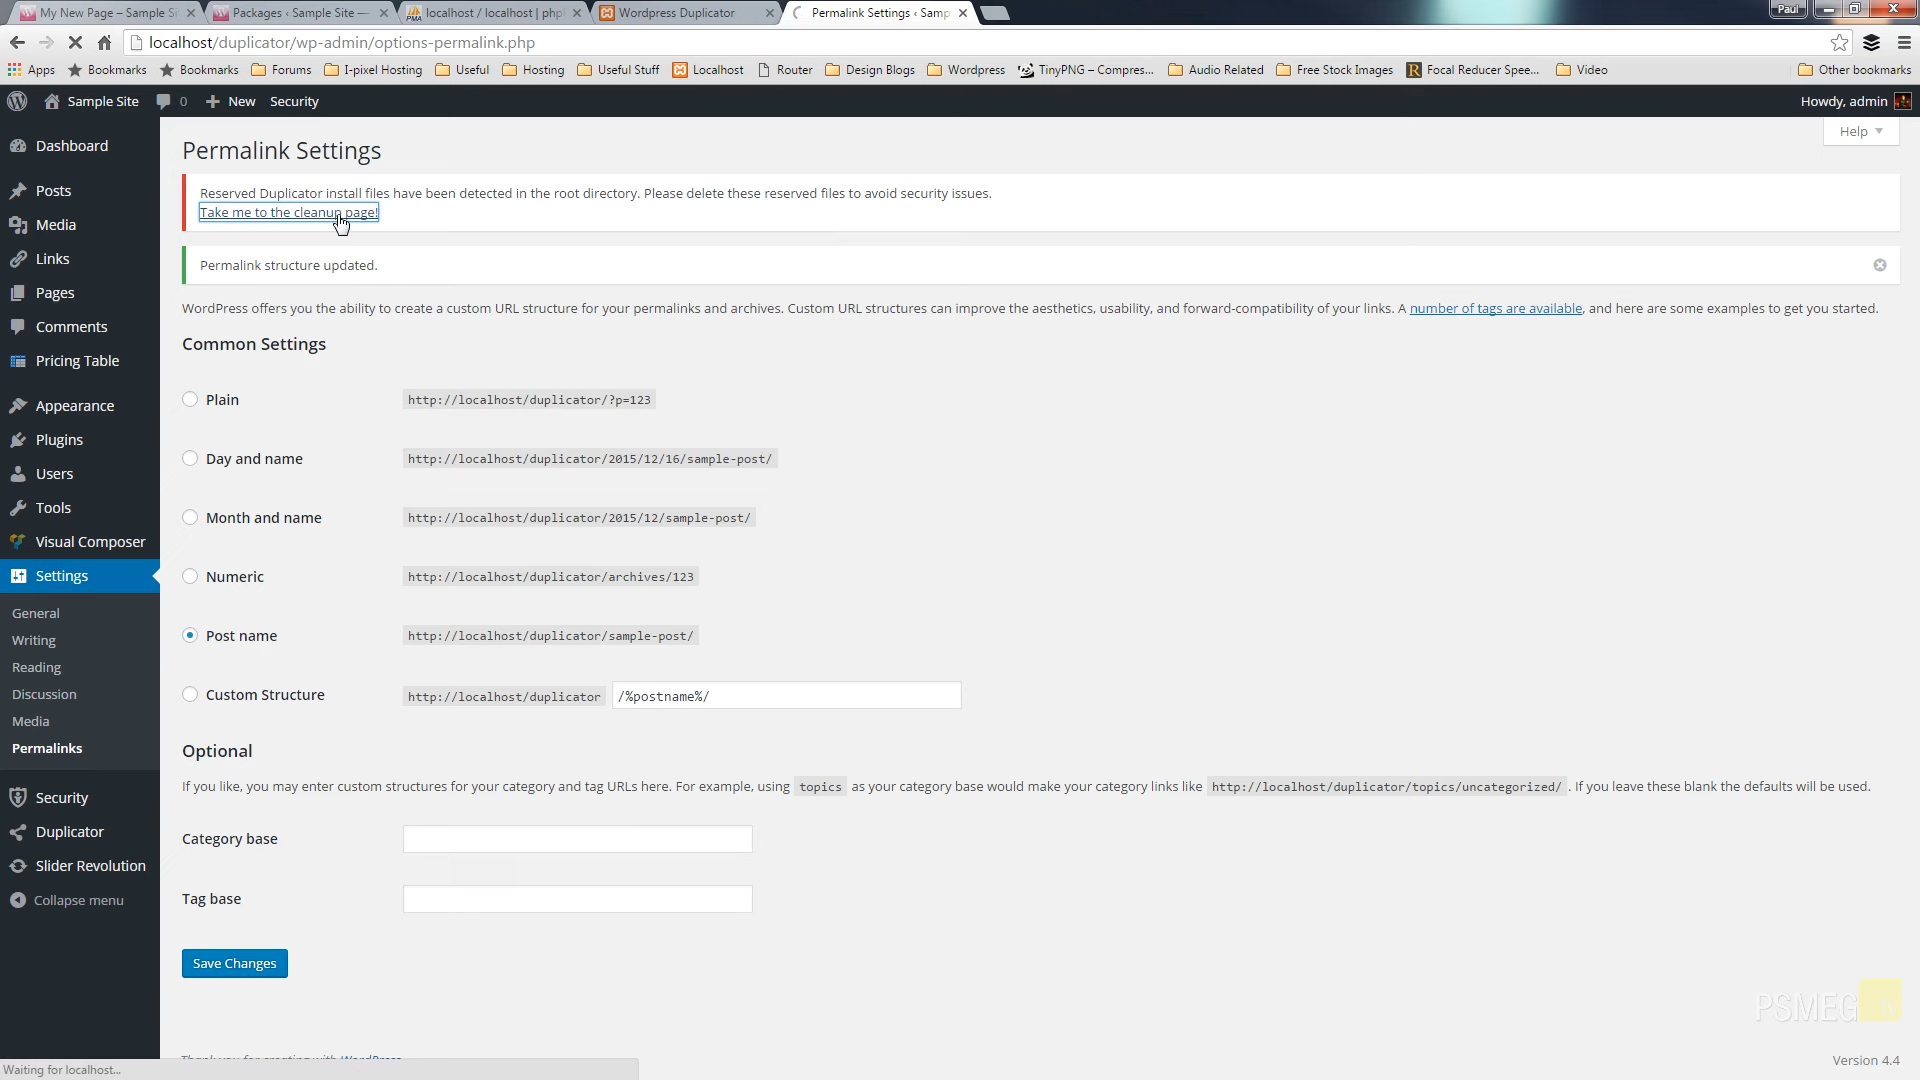 My New Page – Sample Si
Packages ‹ Sample Site —
localhost / localhost | php
Wordpress Duplicator
Permalink Settings ‹ Samp
Paul
localhost/duplicator/wp-admin/options-permalink.php
Apps
Bookmarks
Bookmarks
Forums
I-pixel Hosting
Useful
Hosting
Useful Stuff
Localhost
Router
Design Blogs
Wordpress
TinyPNG – Compres...
Audio Related
Free Stock Images
Focal Reducer Spee...
Video
Other bookmarks
Sample Site
0
New
Security
Howdy, admin
Help
Dashboard
Posts
Media
Links
Pages
Comments
Pricing Table
Appearance
Plugins
Users
Tools
Visual Composer
Settings
General
Writing
Reading
Discussion
Media
Permalinks
Security
Duplicator
Slider Revolution
Collapse menu
Permalink Settings
Reserved Duplicator install files have been detected in the root directory. Please delete these reserved files to avoid security issues.
Take me to the cleanup page!
Permalink structure updated.
WordPress offers you the ability to create a custom URL structure for your permalinks and archives. Custom URL structures can improve the aesthetics, usability, and forward-compatibility of your links. A number of tags are available, and here are some examples to get you started.
Common Settings
Plain http://localhost/duplicator/?p=123
Day and name http://localhost/duplicator/2015/12/16/sample-post/
Month and name http://localhost/duplicator/2015/12/sample-post/
Numeric http://localhost/duplicator/archives/123
Post name http://localhost/duplicator/sample-post/
Custom Structure http://localhost/duplicator /%postname%/
Optional
If you like, you may enter custom structures for your category and tag URLs here. For example, using topics as your category base would make your category links like http://localhost/duplicator/topics/uncategorized/ . If you leave these blank the defaults will be used.
Category base
Tag base
Save Changes
PSMEG
Thank you for creating with WordPress
Version 4.4
Waiting for localhost...